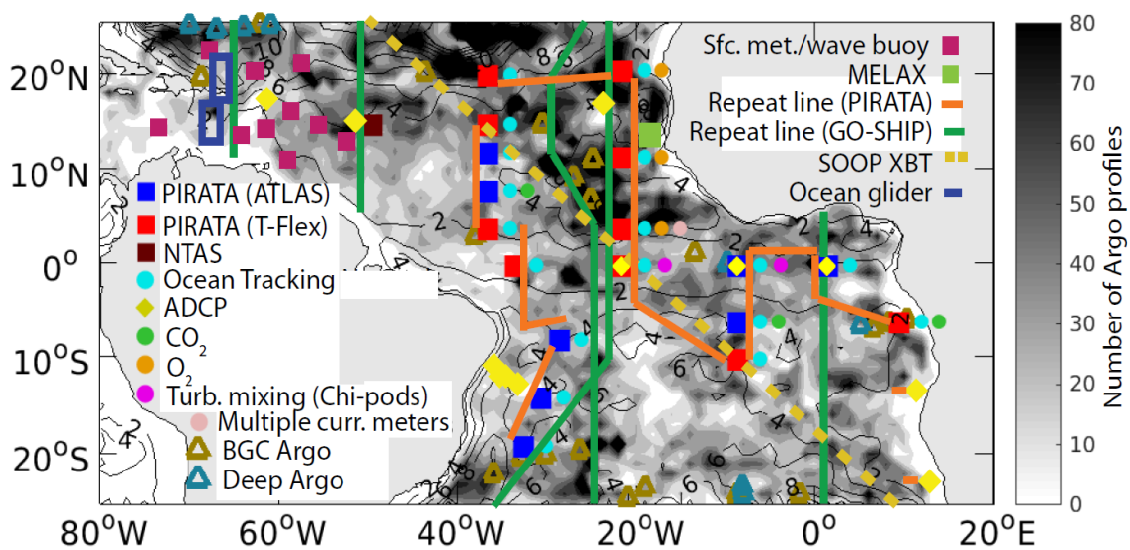 Sfc. met./wave buoy
MELAX
Repeat line (PIRATA)
Repeat line (GO-SHIP)
SOOP XBT
Ocean glider
PIRATA (ATLAS)
PIRATA (T-Flex)
NTAS
Ocean Tracking
ADCP
CO2
O2
Turb. mixing (Chi-pods)
Multiple curr. meters
BGC Argo
Deep Argo
20°N
10°N
0°
10°S
20°S
80°W
60°W
40°W
20°W
0°
20°E
80
70
60
50
40
30
20
10
0
Number of Argo profiles